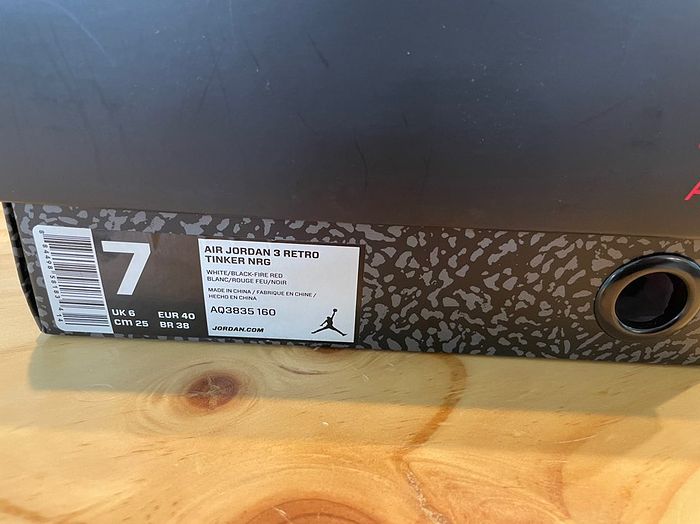 7
UK 6 EUR 40
CM 25 BR 38
AIR JORDAN 3 RETRO
TINKER NRG
WHITE/BLACK-FIRE RED
BLANC/ROUGE FEU/NOIR
MADE IN CHINA / FABRIQUE EN CHINE /
HECHO EN CHINA
AQ3835 160
JORDAN.COM